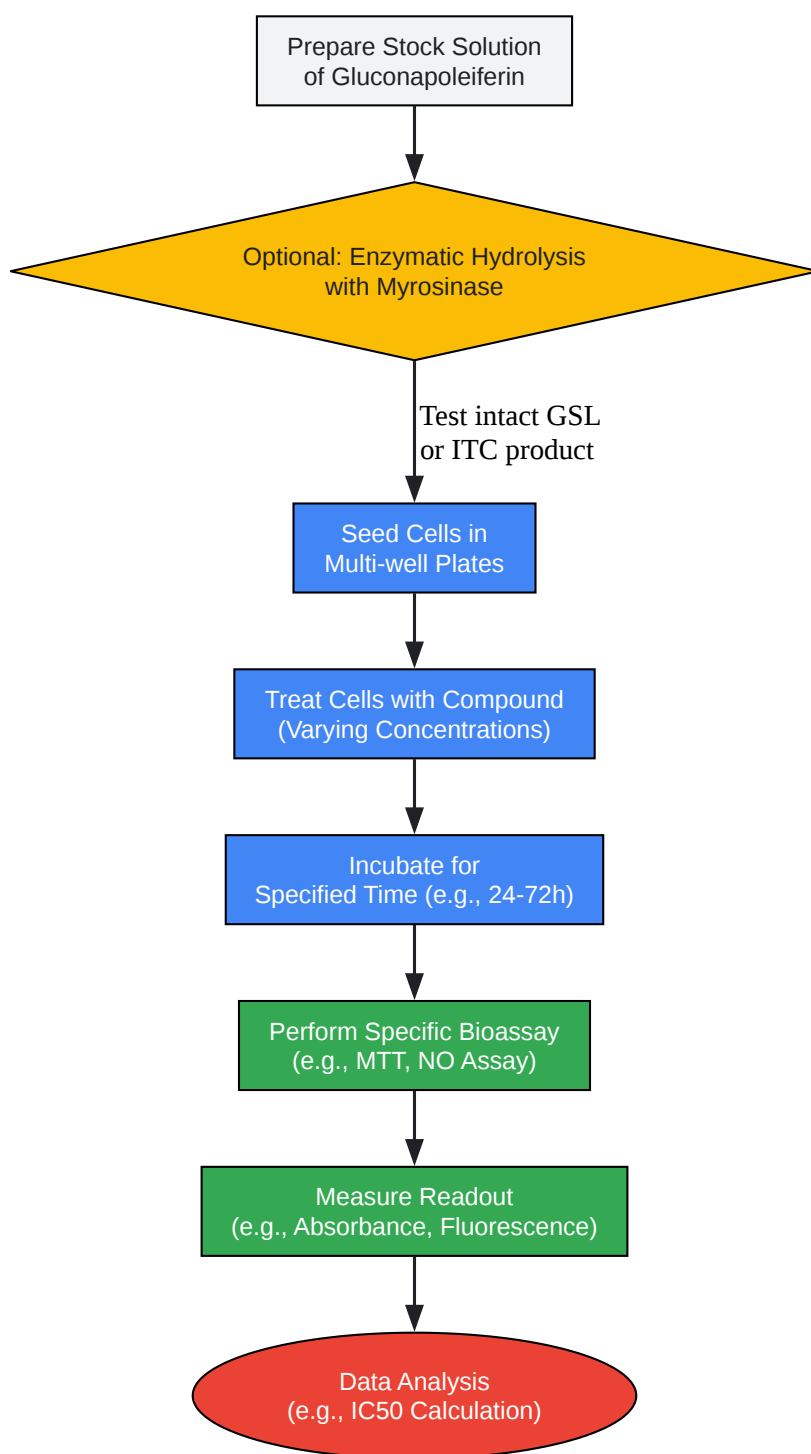 Prepare Stock Solution
of Gluconapoleiferin
Optional: Enzymatic Hydrolysis
with Myrosinase
Test intact GSL
or ITC product
Seed Cells in
Multi-well Plates
Treat Cells with Compound
(Varying Concentrations)
Incubate for
Specified Time (e.g., 24-72h)
Perform Specific Bioassay
(e.g., MTT, NO Assay)
Measure Readout
(e.g., Absorbance, Fluorescence)
Data Analysis
(e.g., IC50 Calculation)